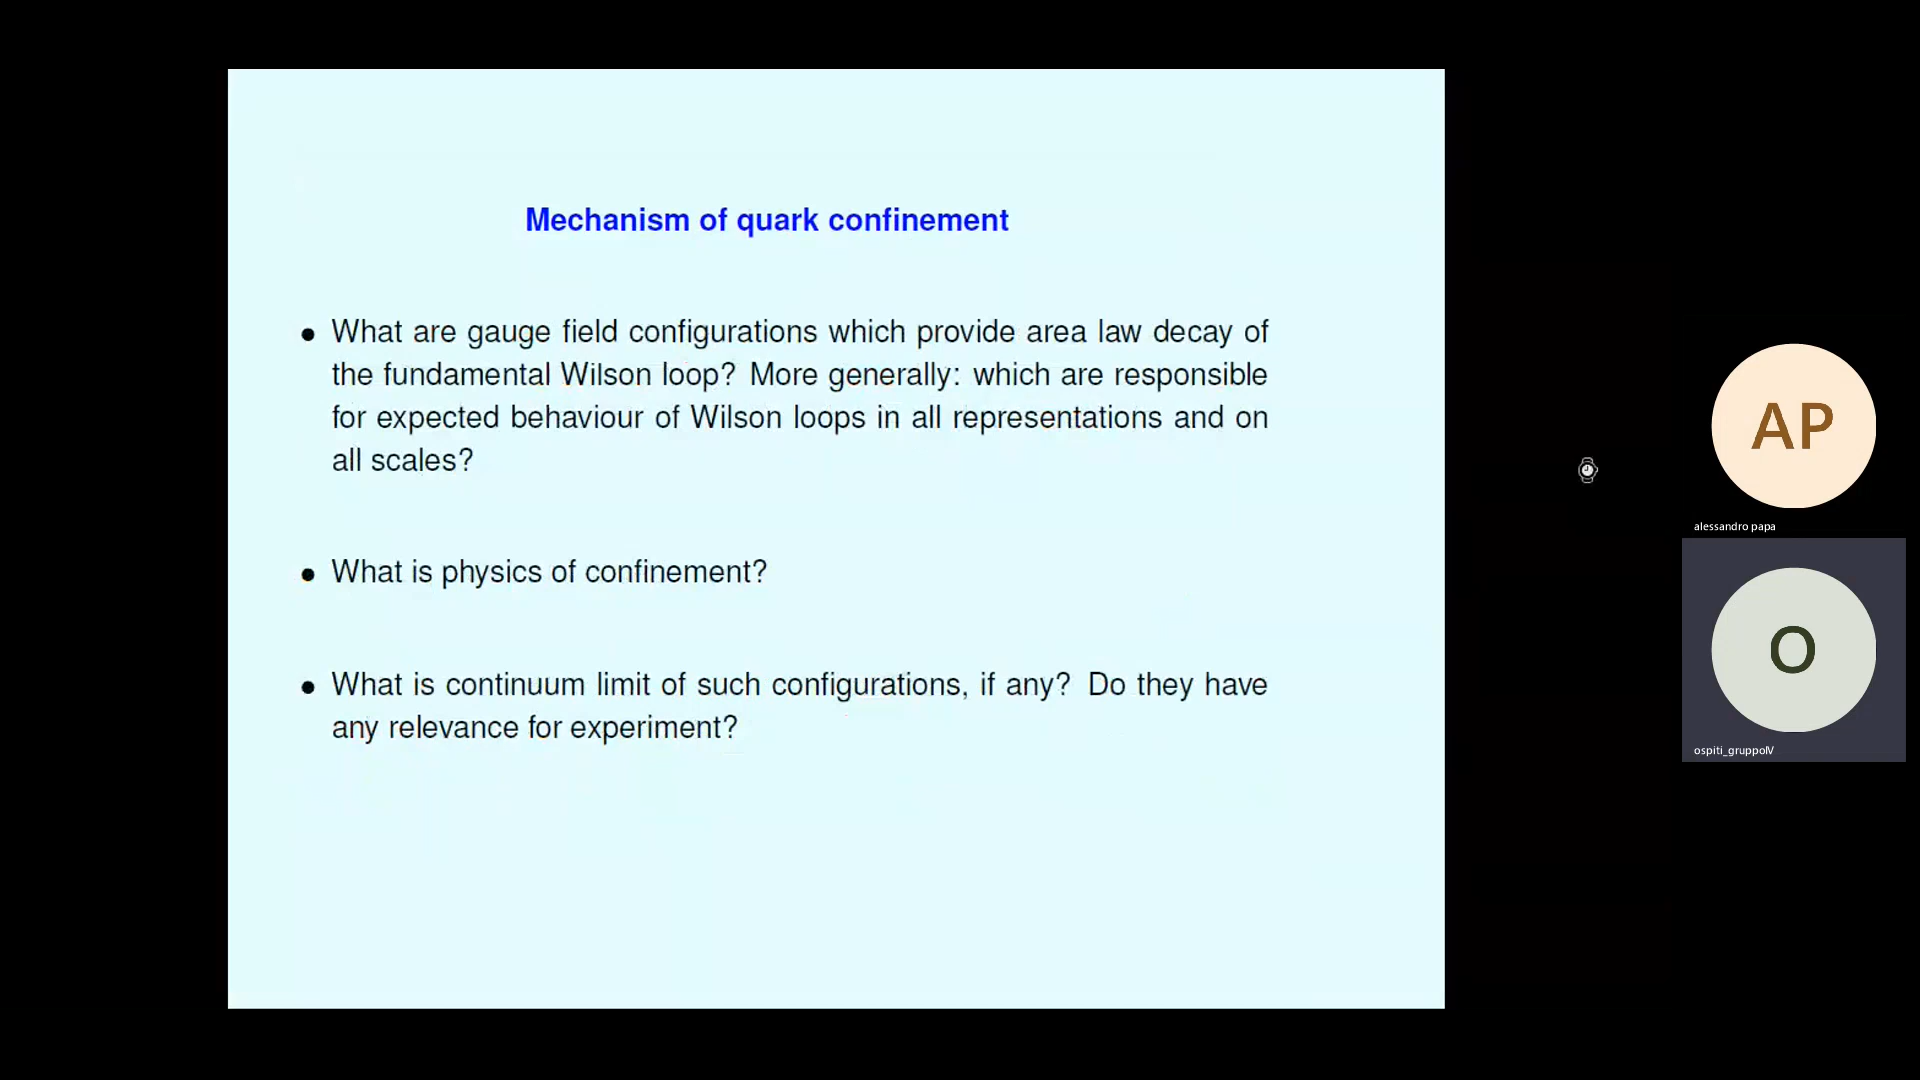 Mechanism of quark confinement
● What are gauge field configurations which provide area law decay of
the fundamental Wilson loop? More generally: which are responsible
for expected behaviour of Wilson loops in all representations and on
all scales?
● What is physics of confinement?
● What is continuum limit of such configurations, if any? Do they have
any relevance for experiment?
AP
alessandro papa
O
ospiti_gruppoIV